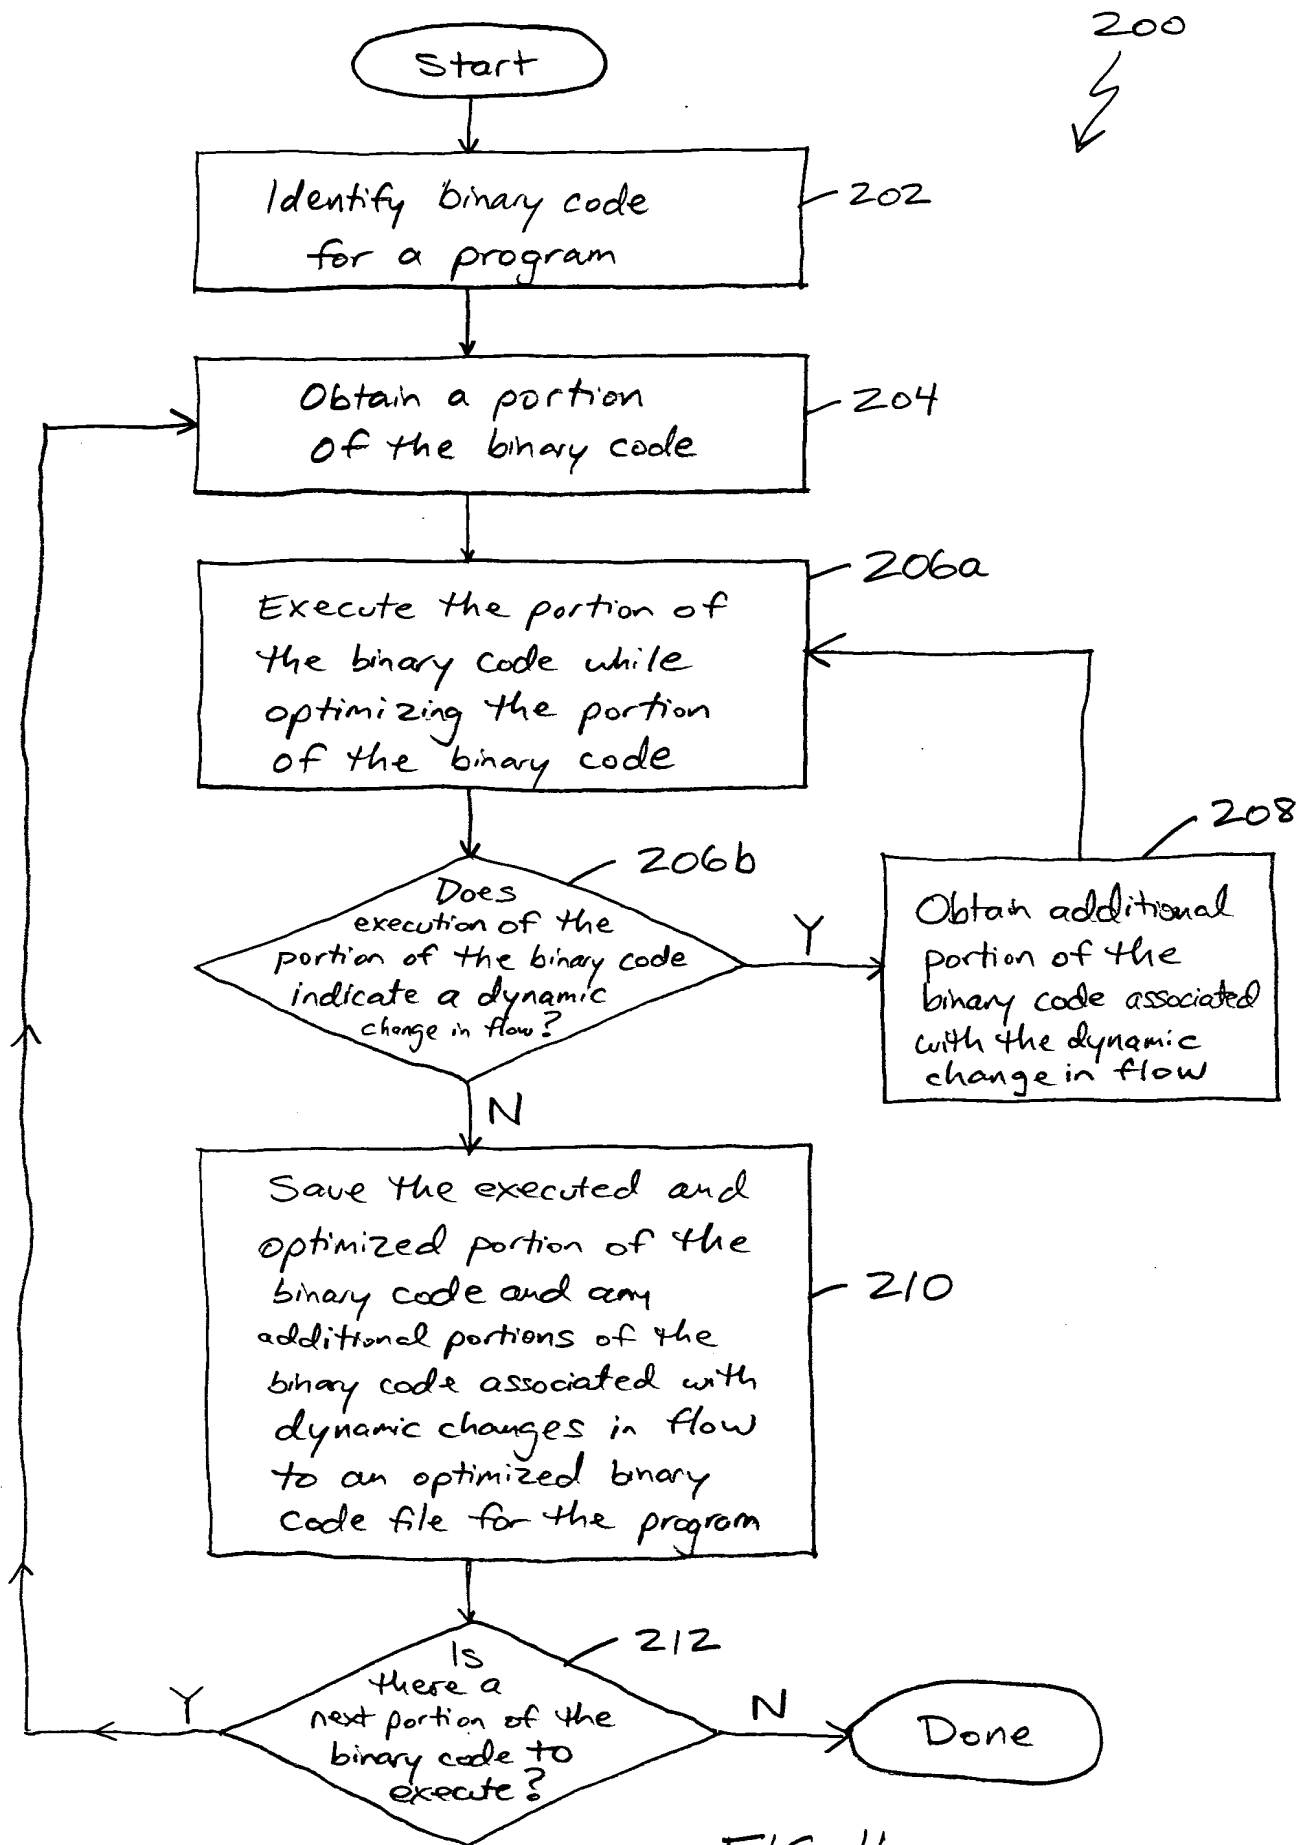 200
Start
Identify binary code
for a program
202
Obtain a portion
of the binary code
204
206a
Execute the portion of
the binary code while
optimizing the portion
of the binary code
206b
Does
execution of the
portion of the binary code
indicate a dynamic
change in flow?
Y
208
Obtain additional
portion of the
binary code associated
with the dynamic
change in flow
N
Save the executed and
optimized portion of the
binary code and any
additional portions of the
binary code associated with
dynamic changes in flow
to an optimized binary
code file for the program
210
212
Is
there a
next portion of the
binary code to
execute?
Y
N
Done